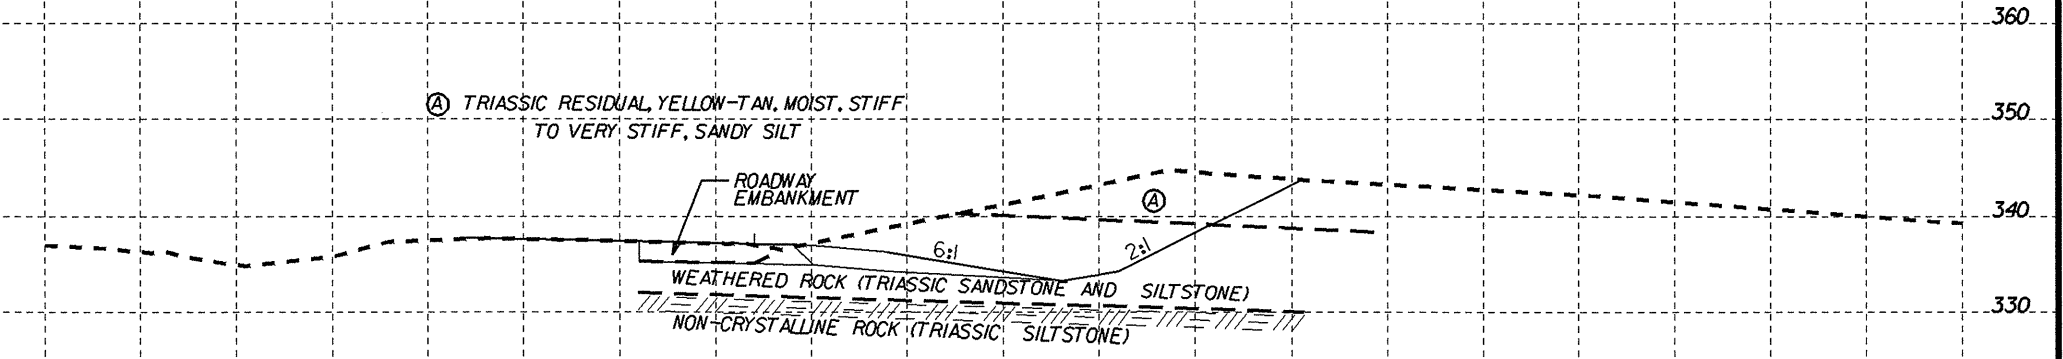 360
Ⓐ TRIASSIC RESIDUAL, YELLOW-TAN, MOIST, STIFF
TO VERY STIFF, SANDY SILT
350
ROADWAY
EMBANKMENT
Ⓐ
340
6:1
2:1
WEATHERED ROCK (TRIASSIC SANDSTONE AND SILTSTONE)
330
NON-CRYSTALLINE ROCK (TRIASSIC SILTSTONE)